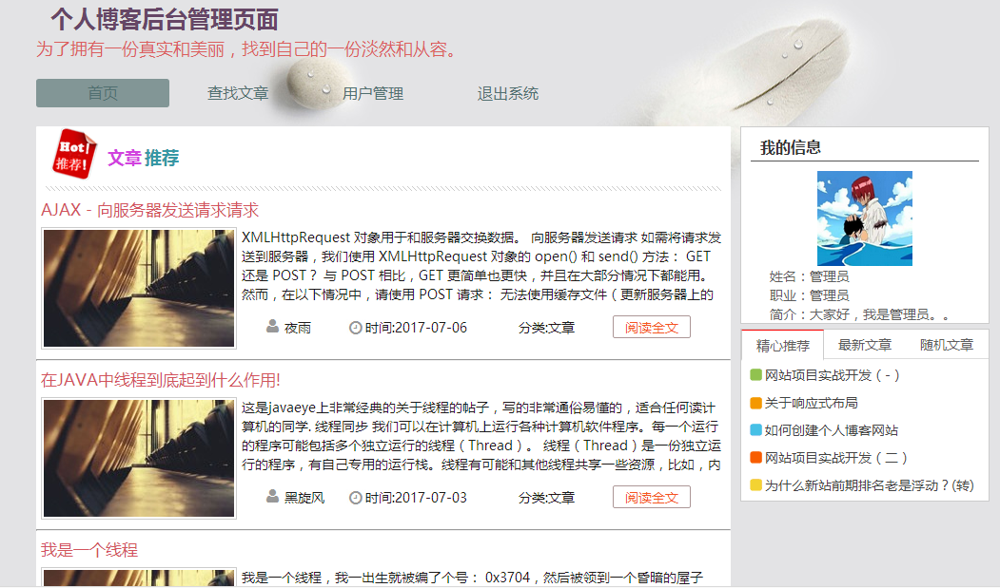 个人博客后台管理页面
为了拥有一份真实和美丽，找到自己的一份淡然和从容。
首页 查找文章 用户管理 退出系统
Hot!
推荐!
文章 推荐
AJAX - 向服务器发送请求请求
XMLHttpRequest 对象用于和服务器交换数据。 向服务器发送请求 如需将请求发
送到服务器，我们使用 XMLHttpRequest 对象的 open() 和 send() 方法： GET
还是 POST？ 与 POST 相比，GET 更简单也更快，并且在大部分情况下都能用。
然而，在以下情况中，请使用 POST 请求： 无法使用缓存文件（更新服务器上的
夜雨 时间:2017-07-06 分类:文章 阅读全文
在JAVA中线程到底起到什么作用!
这是javaeye上非常经典的关于线程的帖子，写的非常通俗易懂的，适合任何读计
算机的同学. 线程同步 我们可以在计算机上运行各种计算机软件程序。每一个运行
的程序可能包括多个独立运行的线程（Thread）。 线程（Thread）是一份独立运
行的程序，有自己专用的运行栈。线程有可能和其他线程共享一些资源，比如，内
黑旋风 时间:2017-07-03 分类:文章 阅读全文
我是一个线程
我是一个线程，我一出生就被编了个号： 0x3704，然后被领到一个昏暗的屋子
我的信息
姓名：管理员
职业：管理员
简介：大家好，我是管理员。。
精心推荐 最新文章 随机文章
网站项目实战开发（-）
关于响应式布局
如何创建个人博客网站
网站项目实战开发（二）
为什么新站前期排名老是浮动？(转)